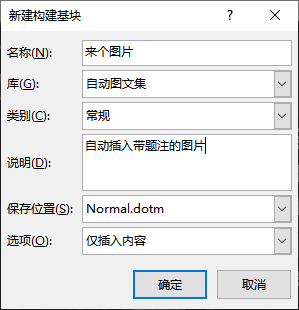 新建构建基块 ? ×
名称(N): 来个图片
库(G): 自动图文集
类别(C): 常规
说明(D): 自动插入带题注的图片
保存位置(S): Normal.dotm
选项(O): 仅插入内容
确定 取消